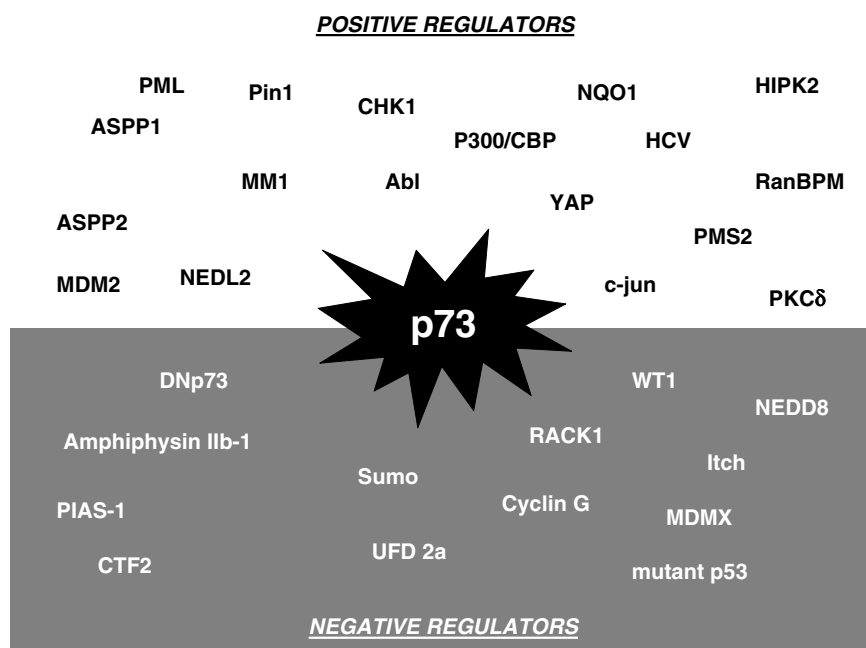 POSITIVE REGULATORS
PML
Pin1
CHK1
NQO1
HIPK2
ASPP1
P300/CBP
HCV
MM1
Abl
YAP
RanBPM
ASPP2
PMS2
MDM2
NEDL2
c-jun
PKCδ
p73
DNp73
WT1
NEDD8
Amphiphysin IIb-1
RACK1
Itch
Sumo
Cyclin G
PIAS-1
MDMX
CTF2
UFD 2a
mutant p53
NEGATIVE REGULATORS